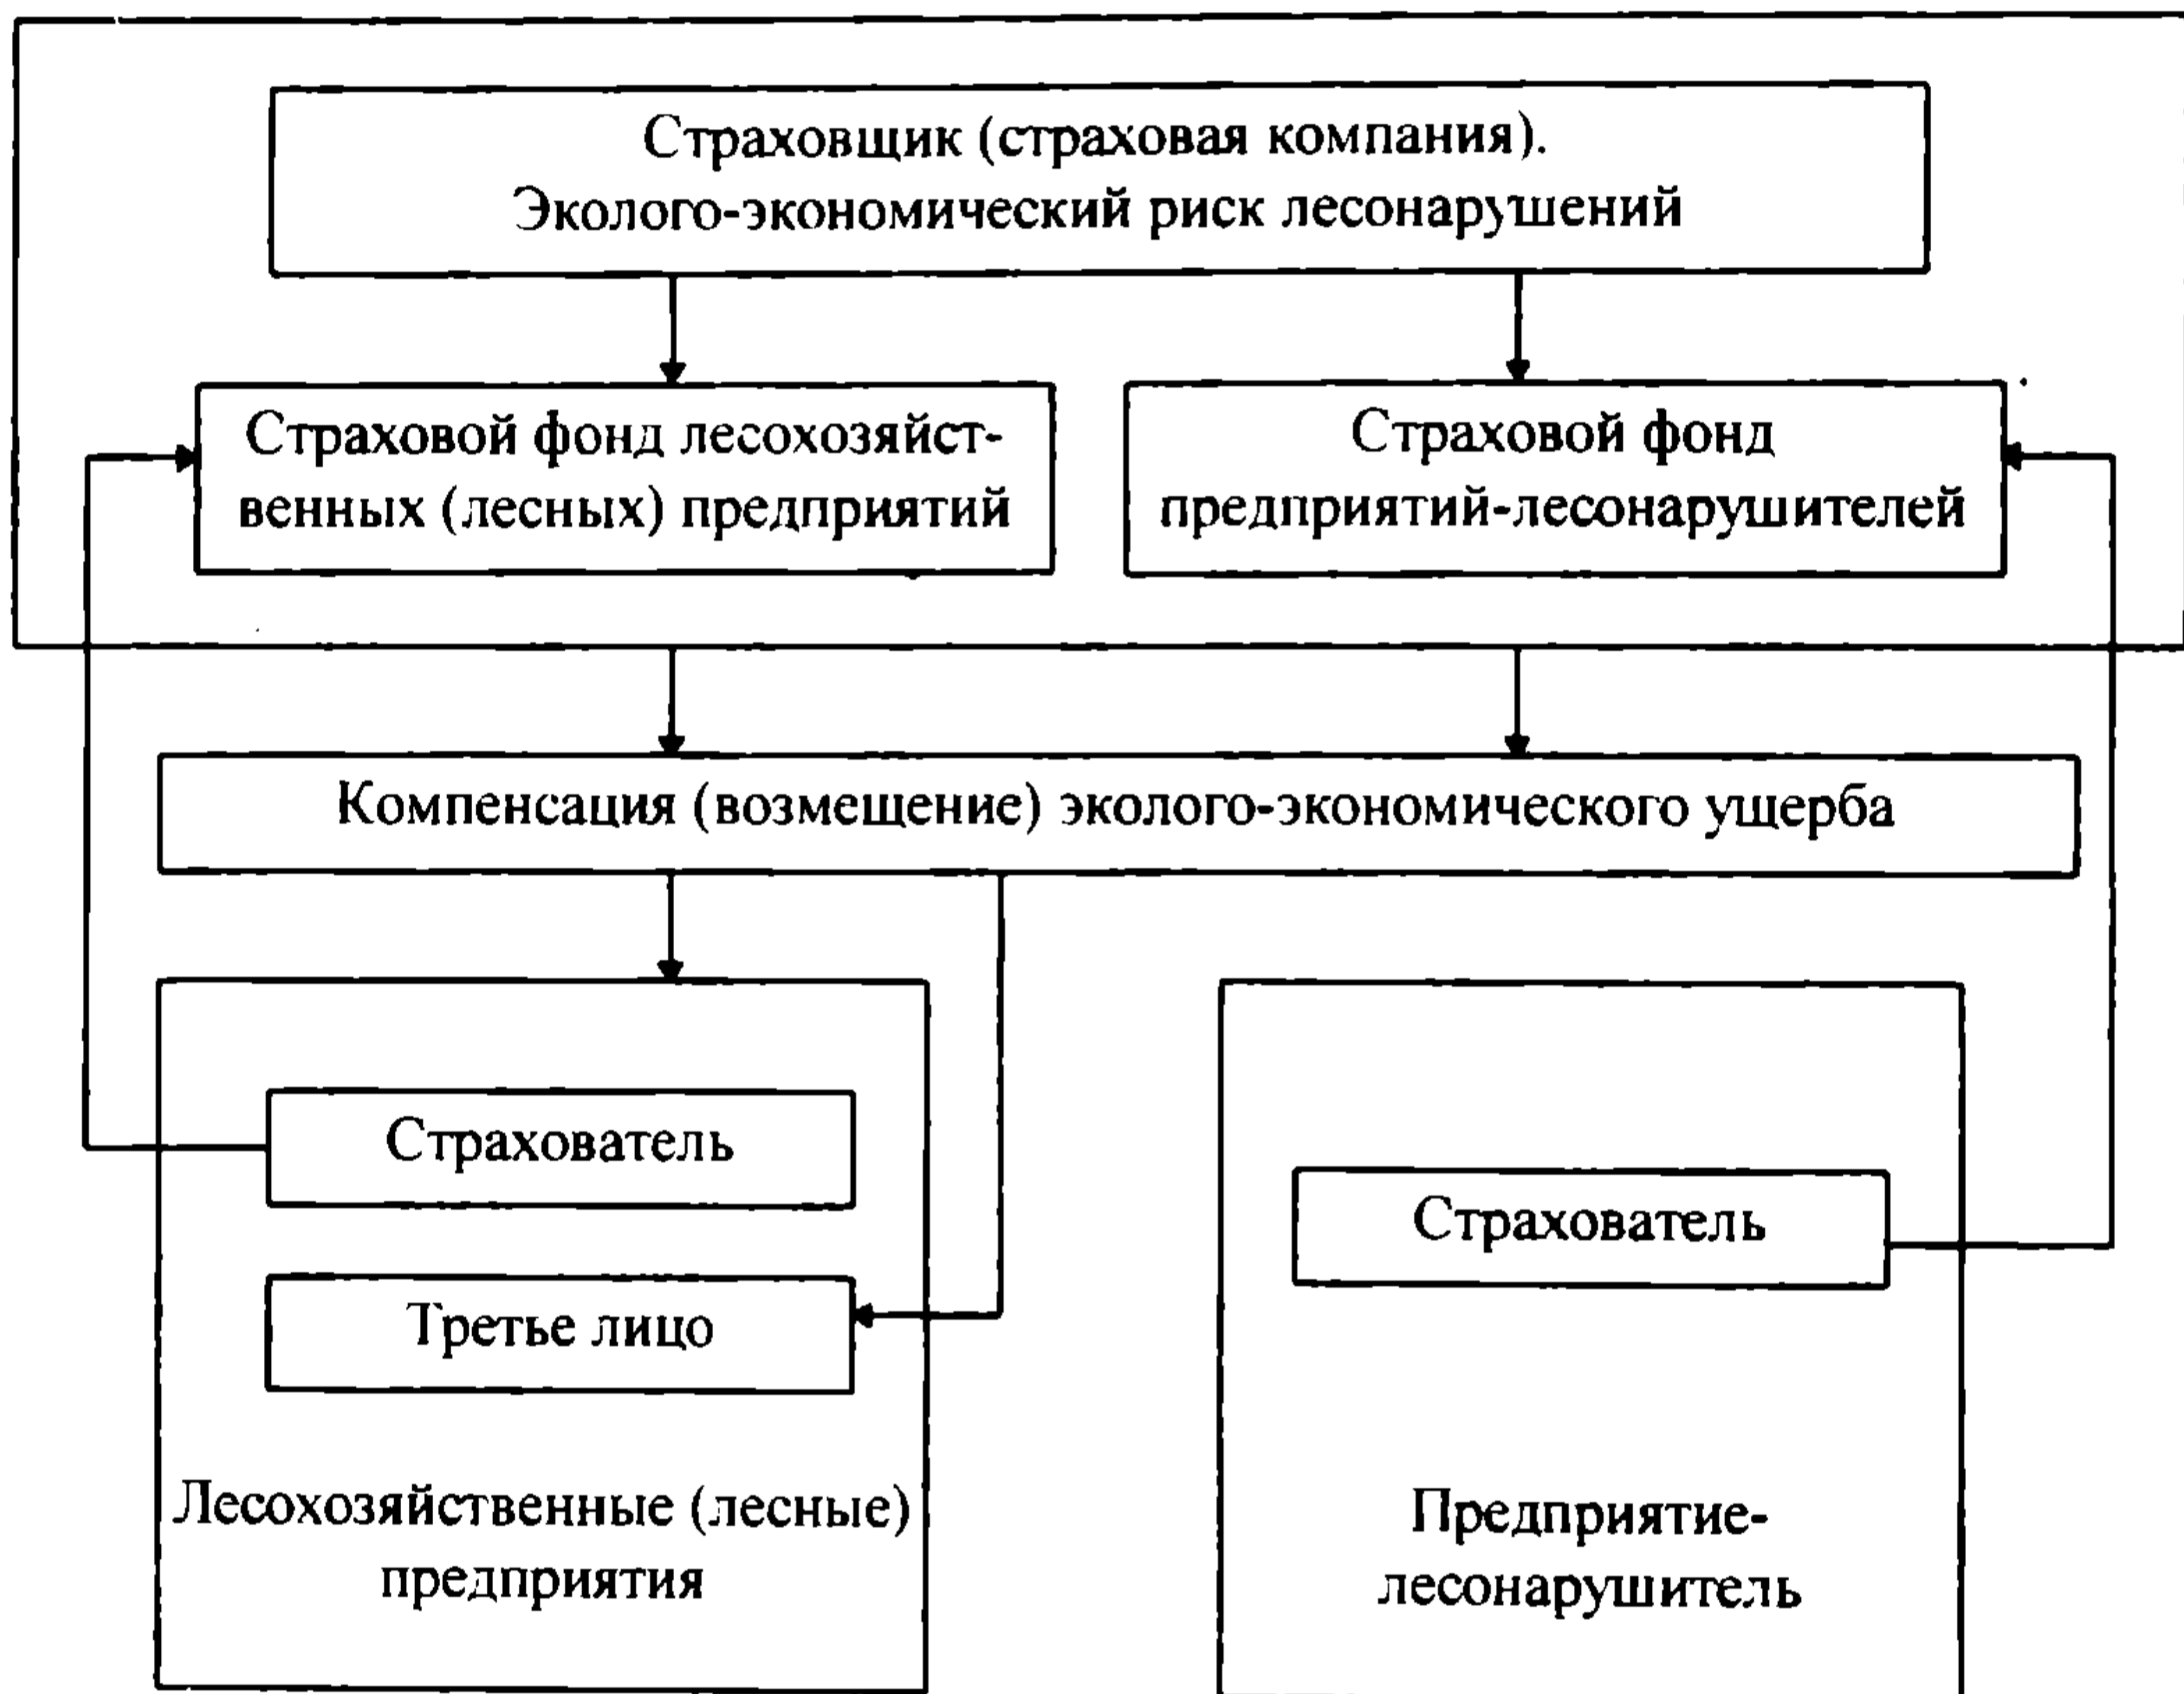 Страховщик (страховая компания).
Эколого-экономический риск лесонарушений
Страховой фонд лесохозяйст-
венных (лесных) предприятий
Страховой фонд
предприятий-лесонарушителей
Компенсация (возмещение) эколого-экономического ущерба
Страхователь
Третье лицо
Лесохозяйственные (лесные)
предприятия
Страхователь
Предприятие-
лесонарушитель